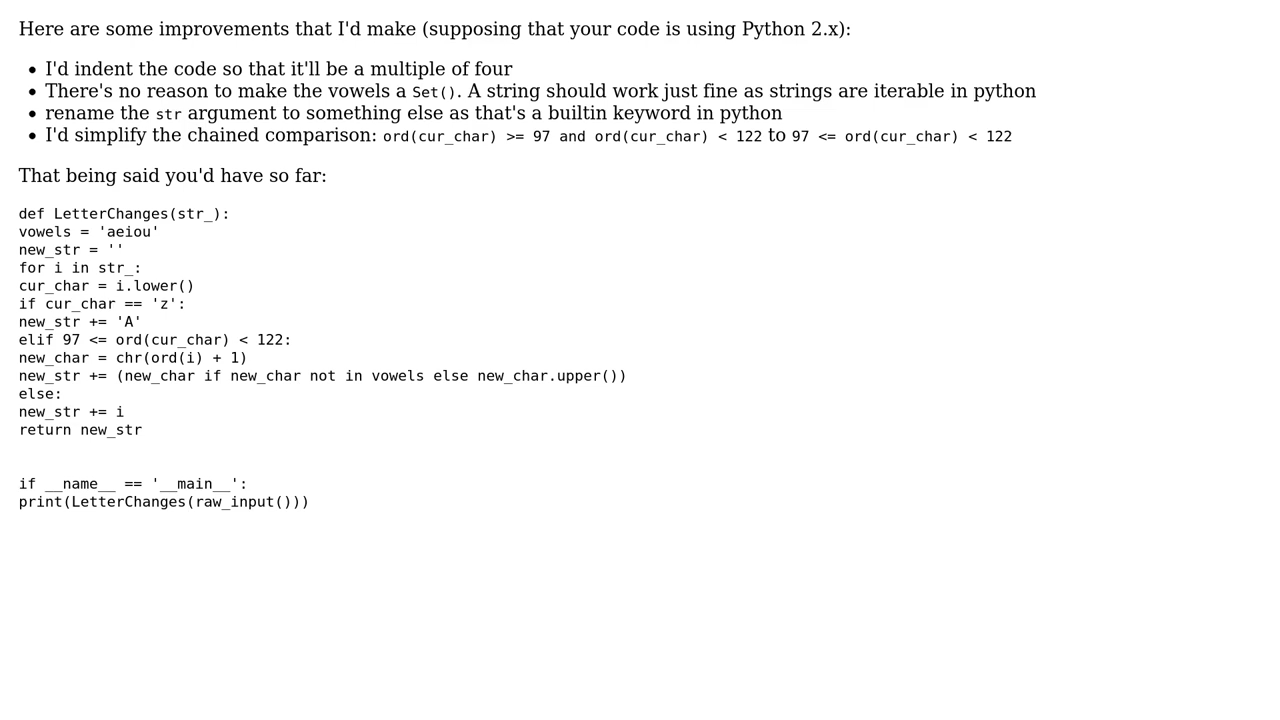 Here are some improvements that I'd make (supposing that your code is using Python 2.x):
• I'd indent the code so that it'll be a multiple of four
• There's no reason to make the vowels a Set(). A string should work just fine as strings are iterable in python
• rename the str argument to something else as that's a builtin keyword in python
• I'd simplify the chained comparison: ord(cur_char) >= 97 and ord(cur_char) < 122 to 97 <= ord(cur_char) < 122
That being said you'd have so far:
def LetterChanges(str_):
vowels = 'aeiou'
new_str = ''
for i in str_:
cur_char = i.lower()
if cur_char == 'z':
new_str += 'A'
elif 97 <= ord(cur_char) < 122:
new_char = chr(ord(i) + 1)
new_str += (new_char if new_char not in vowels else new_char.upper())
else:
new_str += i
return new_str
if __name__ == '__main__':
print(LetterChanges(raw_input()))